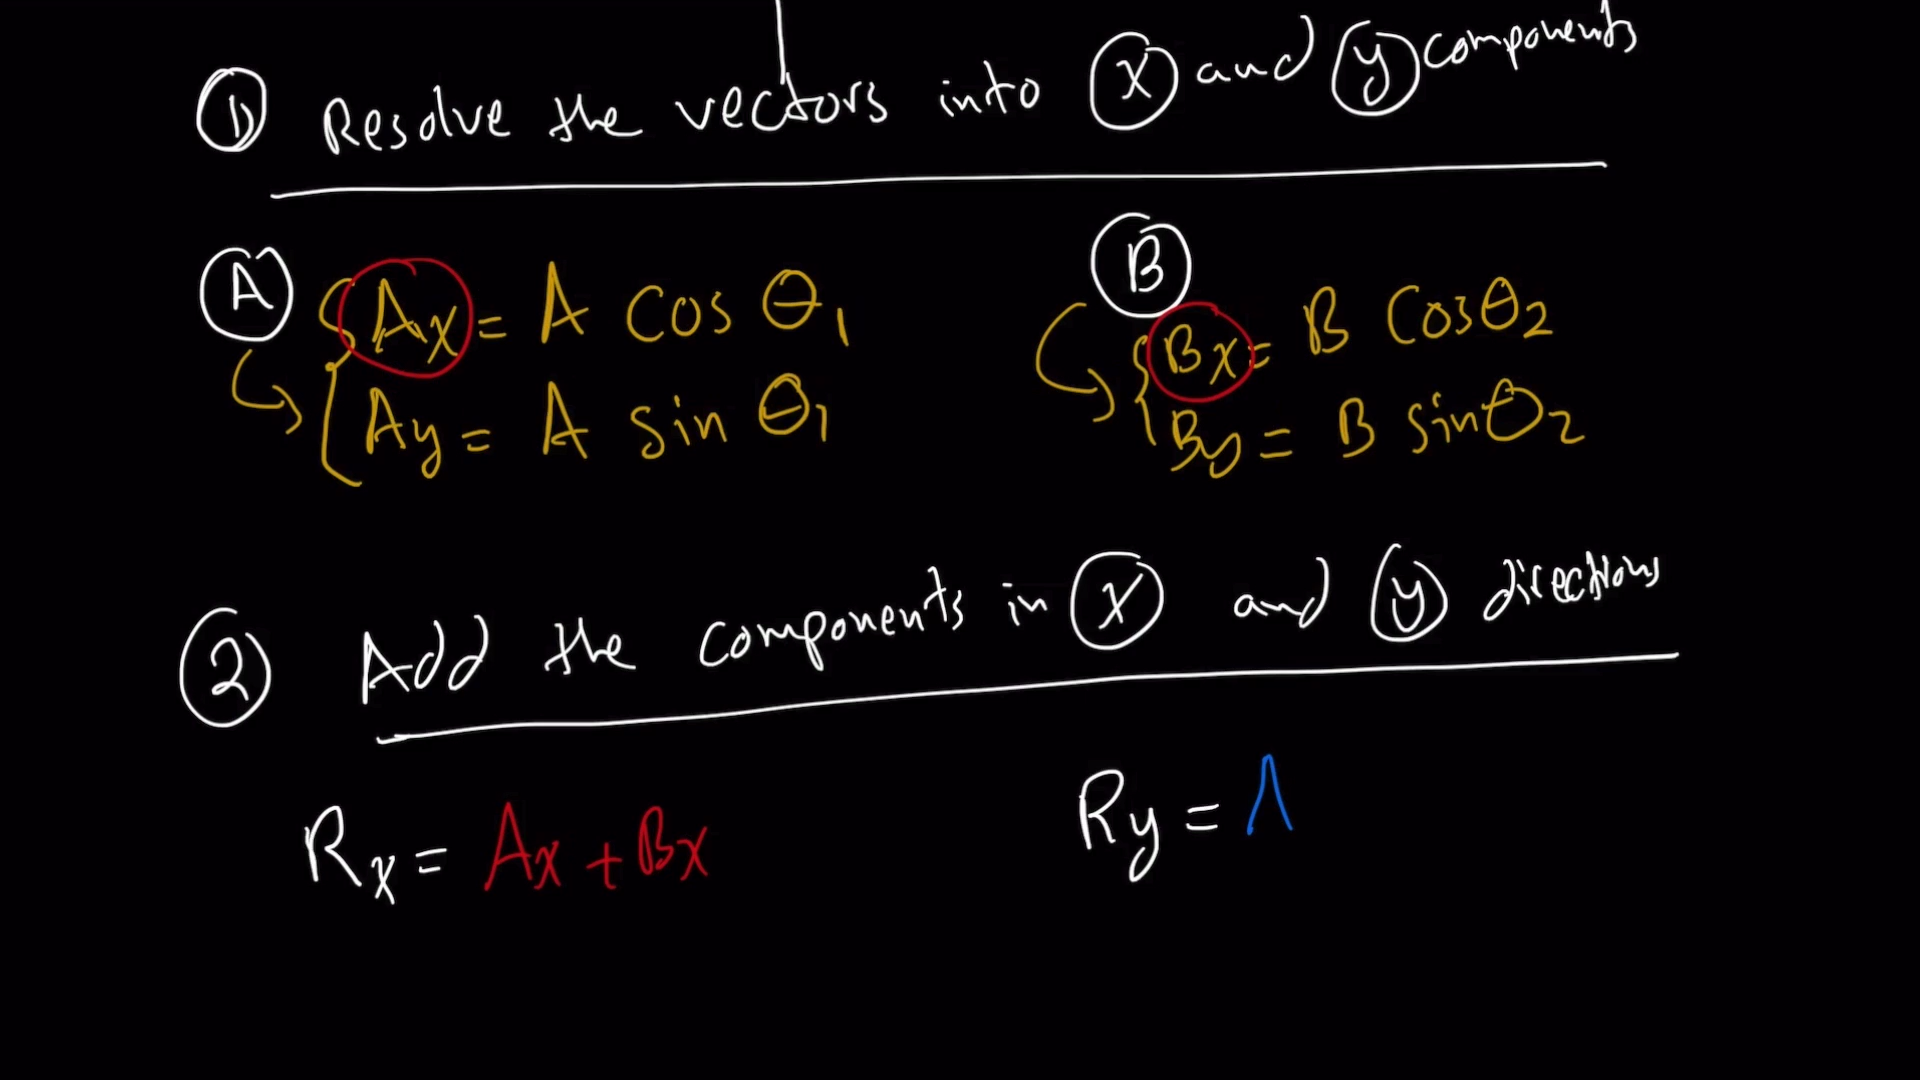 ① Resolve the vectors into ⓧ and ⓨ components
Ⓐ Ax = A cos θ1
Ay = A sin θ1
Ⓑ Bx = B cos θ2
By = B sin θ2
② Add the components in ⓧ and ⓨ directions
Rx = Ax + Bx
Ry =